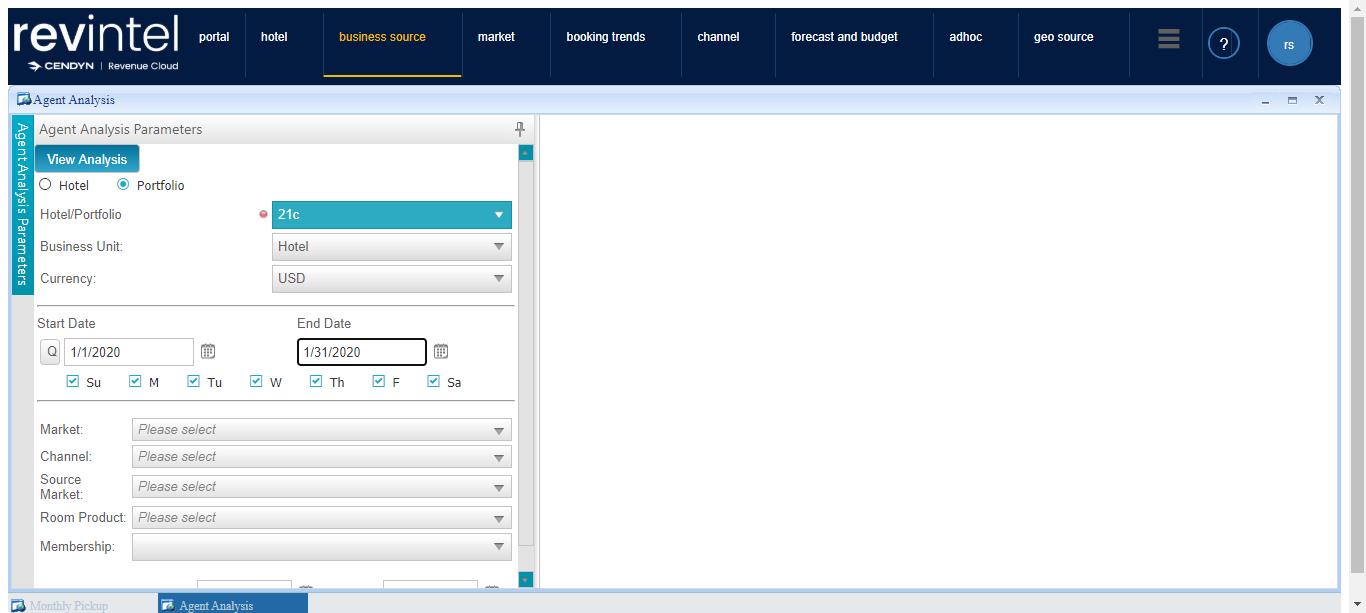 revintel
CENDYN | Revenue Cloud
portal
hotel
business source
market
booking trends
channel
forecast and budget
adhoc
geo source
?
rs
Agent Analysis
Agent Analysis Parameters
Agent Analysis Parameters
View Analysis
Hotel
Portfolio
Hotel/Portfolio
21c
Business Unit:
Hotel
Currency:
USD
Start Date
End Date
Q
1/1/2020
1/31/2020
Su
M
Tu
W
Th
F
Sa
Market:
Please select
Channel:
Please select
Source
Market:
Please select
Room Product:
Please select
Membership:
Monthly Pickup
Agent Analysis